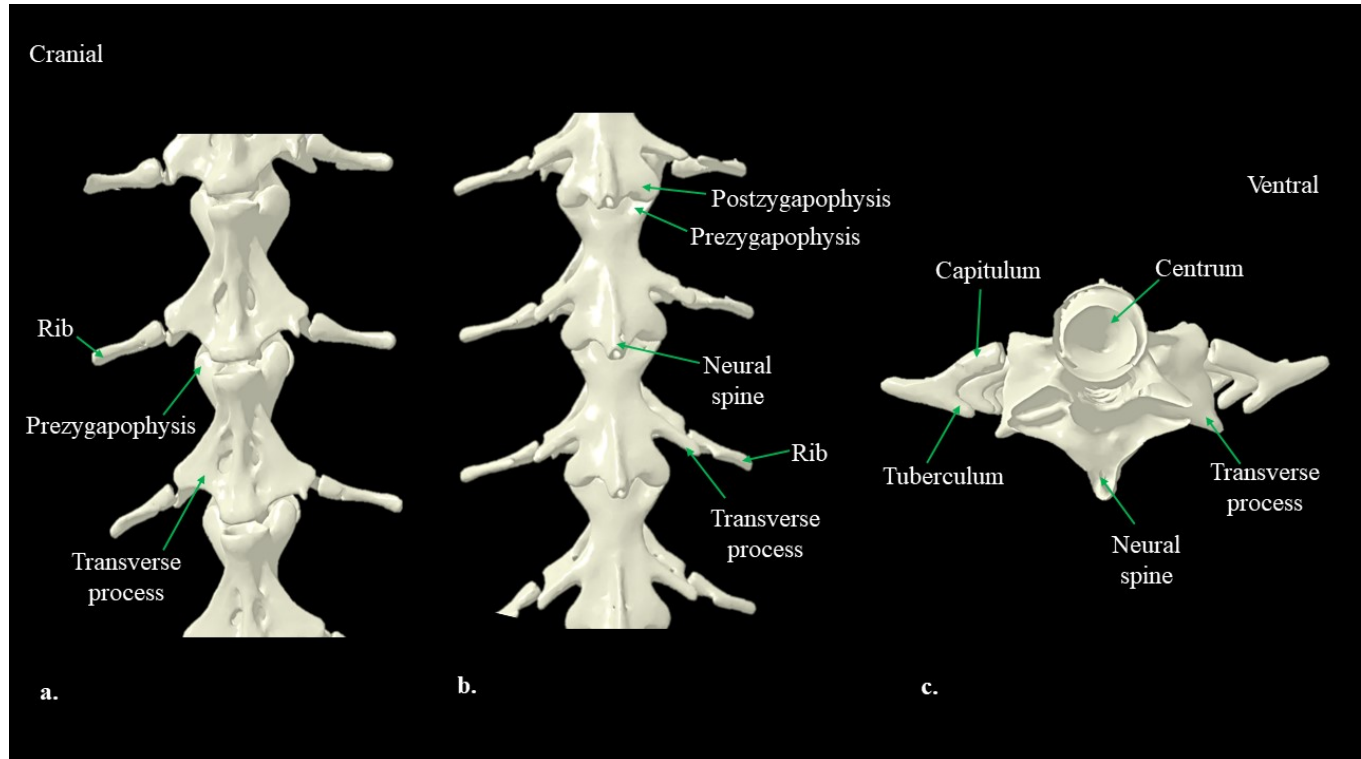 Cranial
Rib
Prezygapophysis
Transverse
process
a.
Postzygapophysis
Prezygapophysis
Neural
spine
Rib
Transverse
process
b.
Ventral
Capitulum
Centrum
Tuberculum
Transverse
process
Neural
spine
c.